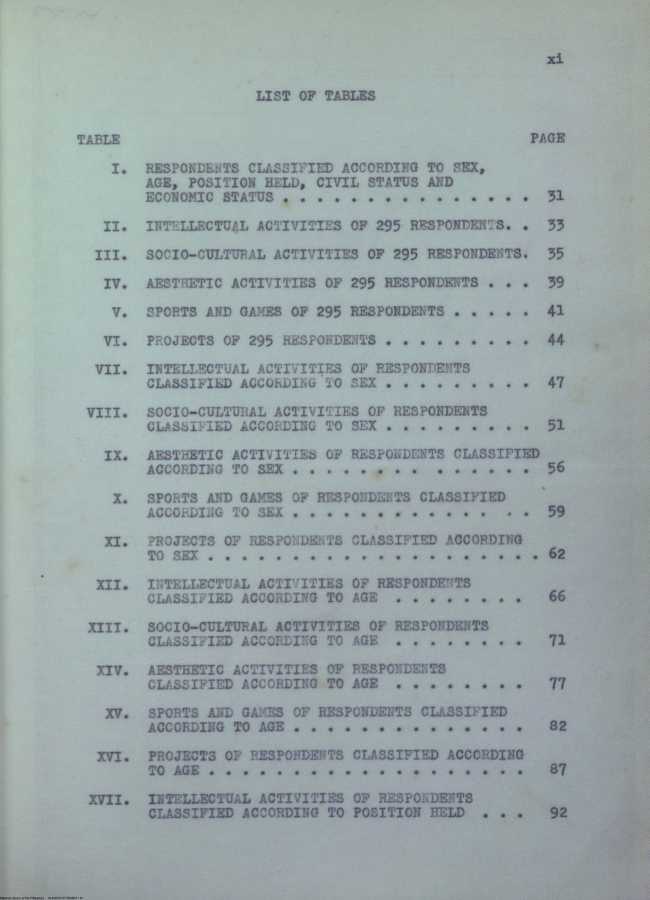 xi
LIST OF TABLES
TABLE PAGE
I. RESPONDENTS CLASSIFIED ACCORDING TO SEX,
AGE, POSITION HELD, CIVIL STATUS AND
ECONOMIC STATUS . . . . . . . . . . . . . . . 31
II. INTELLECTUAL ACTIVITIES OF 295 RESPONDENTS. . 33
III. SOCIO-CULTURAL ACTIVITIES OF 295 RESPONDENTS. 35
IV. AESTHETIC ACTIVITIES OF 295 RESPONDENTS . . . 39
V. SPORTS AND GAMES OF 295 RESPONDENTS . . . . . 41
VI. PROJECTS OF 295 RESPONDENTS . . . . . . . . . 44
VII. INTELLECTUAL ACTIVITIES OF RESPONDENTS
CLASSIFIED ACCORDING TO SEX . . . . . . . . . 47
VIII. SOCIO-CULTURAL ACTIVITIES OF RESPONDENTS
CLASSIFIED ACCORDING TO SEX . . . . . . . . . 51
IX. AESTHETIC ACTIVITIES OF RESPONDENTS CLASSIFIED
ACCORDING TO SEX . . . . . . . . . . . . . . 56
X. SPORTS AND GAMES OF RESPONDENTS CLASSIFIED
ACCORDING TO SEX . . . . . . . . . . . . . . 59
XI. PROJECTS OF RESPONDENTS CLASSIFIED ACCORDING
TO SEX . . . . . . . . . . . . . . . . . . . . 62
XII. INTELLECTUAL ACTIVITIES OF RESPONDENTS
CLASSIFIED ACCORDING TO AGE . . . . . . . . 66
XIII. SOCIO-CULTURAL ACTIVITIES OF RESPONDENTS
CLASSIFIED ACCORDING TO AGE . . . . . . . . 71
XIV. AESTHETIC ACTIVITIES OF RESPONDENTS
CLASSIFIED ACCORDING TO AGE . . . . . . . . 77
XV. SPORTS AND GAMES OF RESPONDENTS CLASSIFIED
ACCORDING TO AGE . . . . . . . . . . . . . . 82
XVI. PROJECTS OF RESPONDENTS CLASSIFIED ACCORDING
TO AGE . . . . . . . . . . . . . . . . . . . 87
XVII. INTELLECTUAL ACTIVITIES OF RESPONDENTS
CLASSIFIED ACCORDING TO POSITION HELD . . . 92